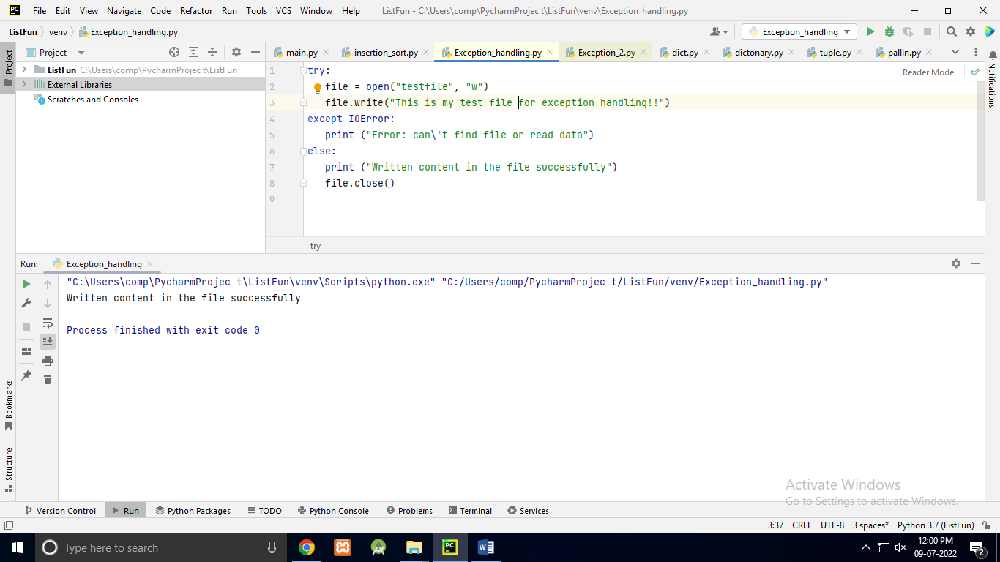 PC File Edit View Navigate Code Refactor Run Tools VCS Window Help ListFun - C:\Users\comp\PycharmProjec t\ListFun\venv\Exception_handling.py
ListFun venv Exception_handling.py Exception_handling
Project main.py insertion_sort.py Exception_handling.py Exception_2.py dict.py dictonary.py tuple.py pallin.py
Project
Notifications
ListFun C:\Users\comp\PycharmProjec t\ListFun
External Libraries
Scratches and Consoles
Reader Mode
1 try:
2 file = open("testfile", "w")
3 file.write("This is my test file for exception handling!!")
4 except IOError:
5 print ("Error: can\'t find file or read data")
6 else:
7 print ("Written content in the file successfully")
8 file.close()
9
try
Run: Exception_handling
"C:\Users\comp\PycharmProjec t\ListFun\venv\Scripts\python.exe" "C:/Users/comp/PycharmProjec t/ListFun/venv/Exception_handling.py"
Written content in the file successfully
Process finished with exit code 0
Bookmarks
Structure
Activate Windows
Go to Settings to activate Windows.
Version Control Run Python Packages TODO Python Console Problems Terminal Services
3:37 CRLF UTF-8 3 spaces* Python 3.7 (ListFun)
Type here to search
PC
W
12:00 PM
09-07-2022
2